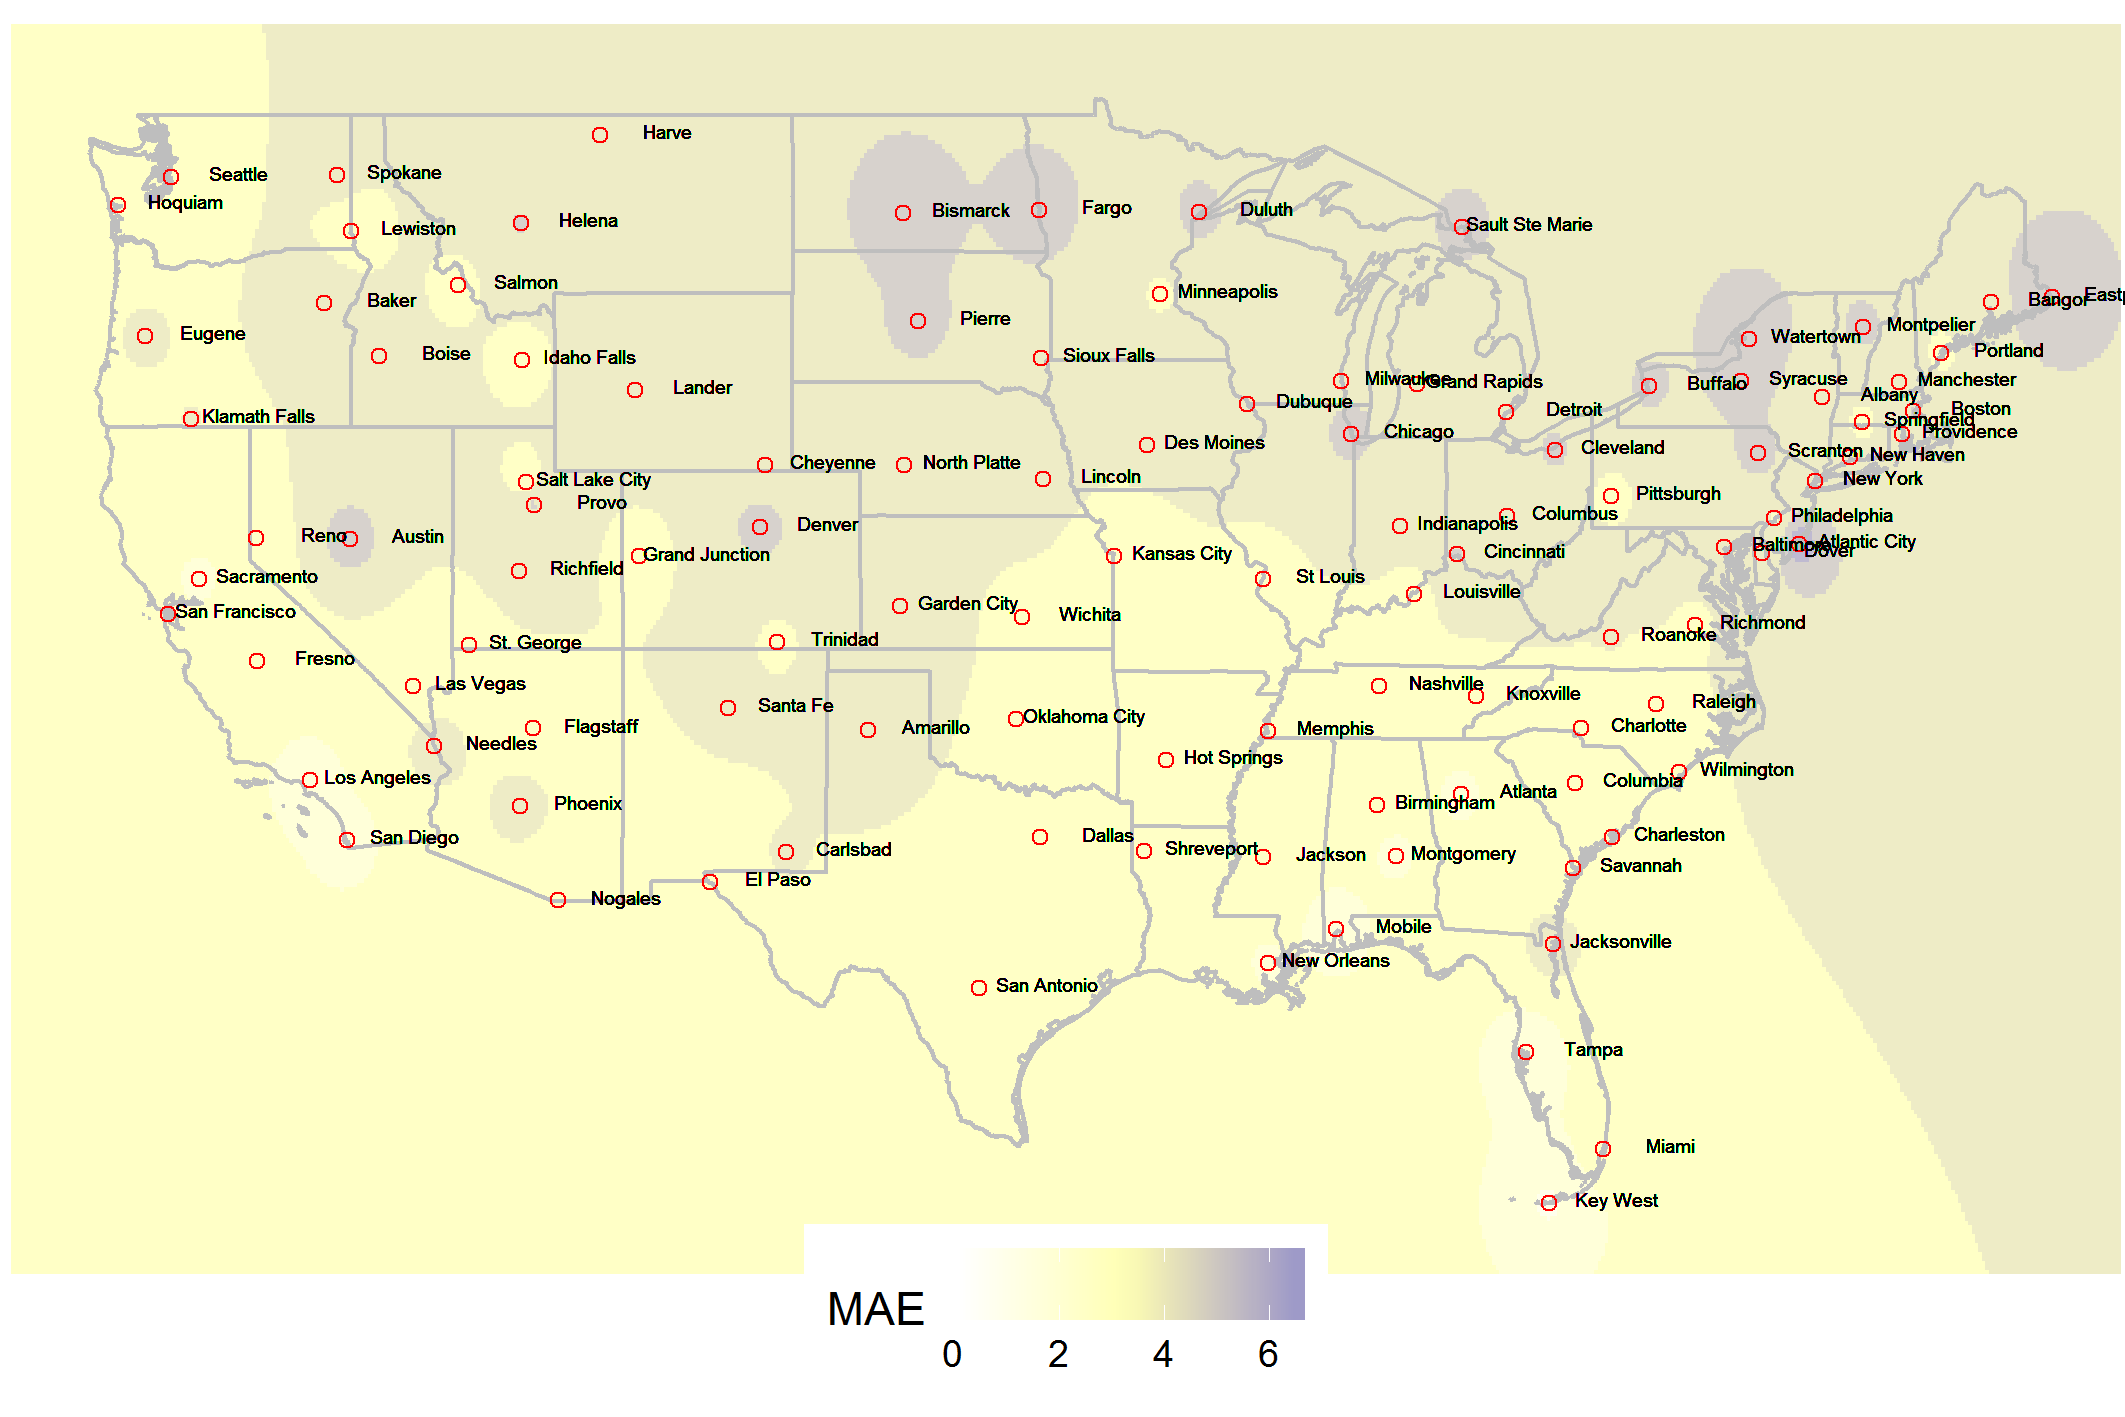 Harve
Seattle
Spokane
Hoquiam
Lewiston
Helena
Bismarck
Fargo
Duluth
Sault Ste Marie
Salmon
Baker
Minneapolis
Bangor
Eastp
Eugene
Pierre
Watertown
Montpelier
Boise
Idaho Falls
Sioux Falls
Portland
Lander
Milwaukee
Grand Rapids
Buffalo
Syracuse
Manchester
Klamath Falls
Dubuque
Detroit
Albany
Boston
Chicago
Springfield
Providence
Des Moines
Cleveland
Scranton
New Haven
Cheyenne
North Platte
Salt Lake City
Lincoln
New York
Provo
Pittsburgh
Denver
Indianapolis
Columbus
Philadelphia
Reno
Austin
Grand Junction
Kansas City
Cincinnati
Baltimore
Atlantic City
Dover
Sacramento
Richfield
St Louis
San Francisco
Garden City
Wichita
Louisville
Richmond
St. George
Trinidad
Roanoke
Fresno
Las Vegas
Santa Fe
Nashville
Knoxville
Raleigh
Needles
Flagstaff
Amarillo
Oklahoma City
Memphis
Charlotte
Los Angeles
Hot Springs
Wilmington
Phoenix
Birmingham
Atlanta
Columbia
San Diego
Carlsbad
Dallas
Shreveport
Jackson
Montgomery
Charleston
El Paso
Savannah
Nogales
Mobile
Jacksonville
New Orleans
San Antonio
Tampa
Miami
Key West
MAE
0 2 4 6